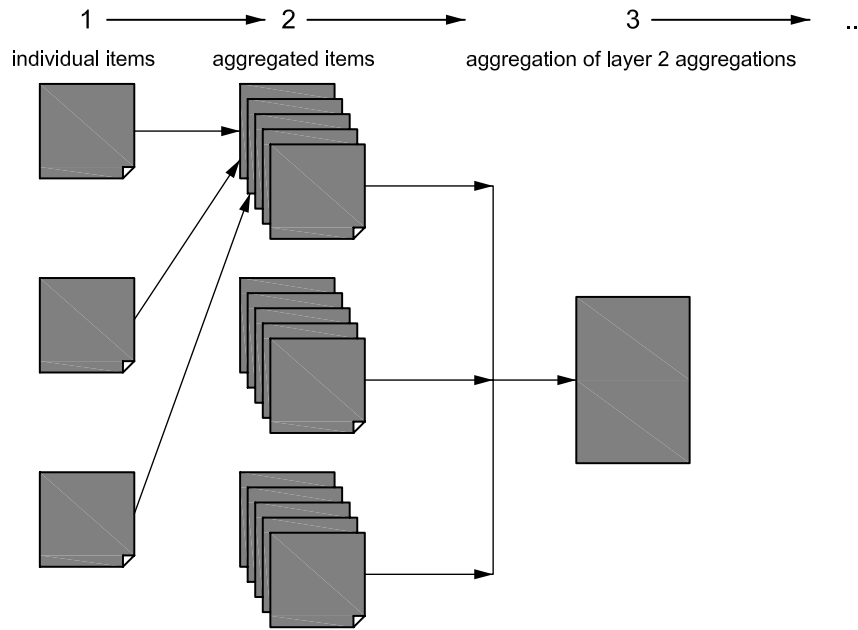 1 2 3 ..
individual items aggregated items aggregation of layer 2 aggregations